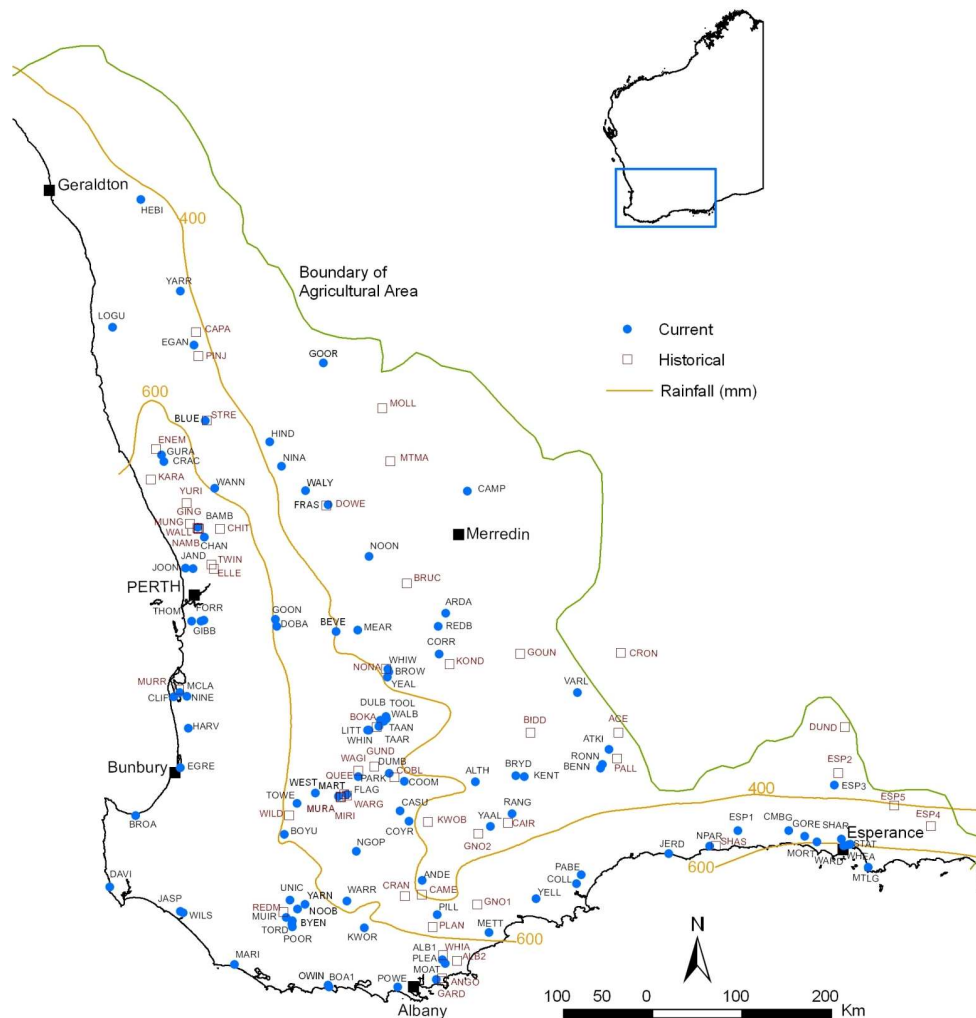 Geraldton
HEBI
400
YARR
Boundary of
Agricultural Area
LOGU
CAPA
EGAN
PINJ
GOOR
Current
Historical
Rainfall (mm)
600
MOLL
BLUE
STRE
HIND
ENEM
GURA
CRAC
NINA
MTMA
KARA
WANN
WALY
CAMP
YURI
FRAS
DOWE
GING
BAMB
MUNG
WALL
CHIT
NAMB
CHAN
Merredin
NOON
JAND
JOON
TWIN
ELLE
BRUC
PERTH
THOM
FORR
GIBB
GOON
DOBA
BEVE
MEAR
ARDA
REDB
CORR
KOND
GOUN
CRON
NONA
WHIW
BROW
YEAL
MURR
MCLA
CLIF
NINE
VARL
DULB
TOOL
BOKA
WALB
LITT
TAAN
WHIN
TAAR
HARV
BIDD
ACE
DUND
ATKI
RONN
BENN
PALL
GUND
WAGI
DUMB
QUEE
PARK
COBL
COOM
ALTH
BRYD
KENT
ESP2
ESP3
Bunbury
EGRE
WEST
MART
FLAG
TOWE
MURA
WARG
MIRI
WILD
CASU
COYR
KWOB
RANG
YAAL
CAIR
GNO2
400
ESP5
ESP4
ESP1
CMBG
GORE
SHAR
Esperance
BROA
BOYU
NGOP
JERD
NPAR
SHAS
600
MORT
WARD
STAT
WHEA
MTLG
DAVI
ANDE
CRAN
CAMB
PABE
COLL
YELL
JASP
WILS
UNIC
YARN
WARR
REDM
NOOB
MUIR
BYEN
TORD
POOR
KWOR
PILL
GNO1
PLAN
METT
600
N
MARI
ALB1
WHIA
PLEA
ALB2
MOAT
OWIN
BOA1
POWE
ANGO
GARD
Albany
100 50 0 100 200
Km